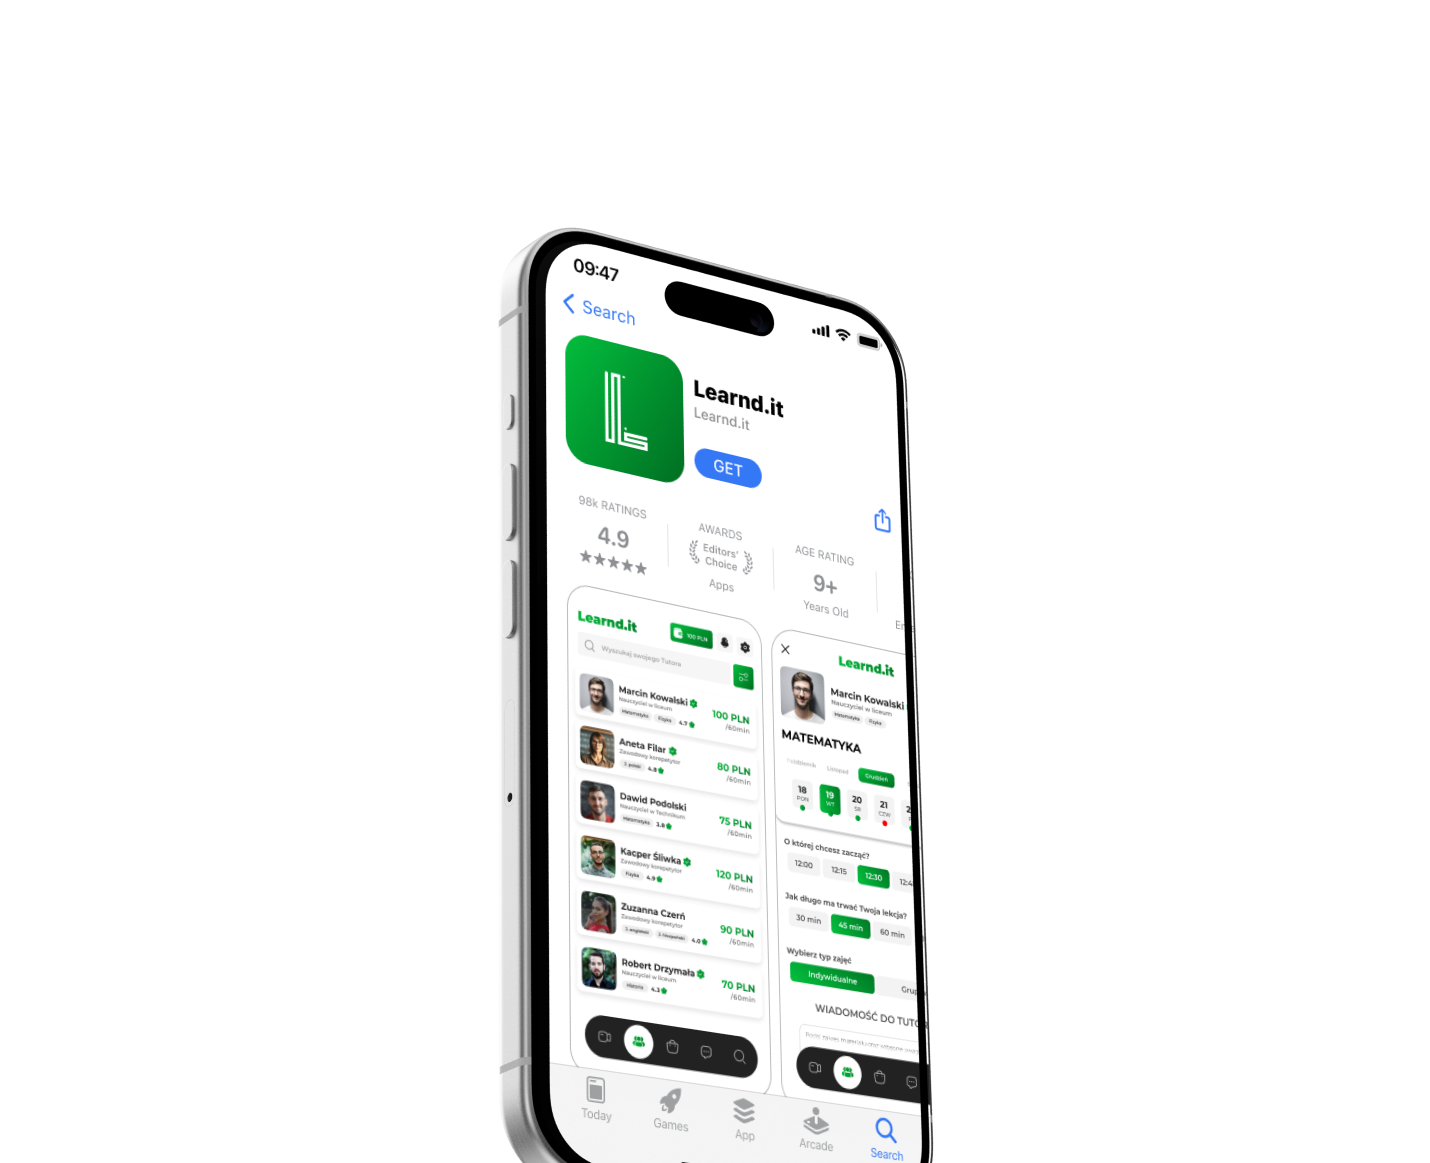 09:47
Search
Learnd.it
Learnd.it
GET
98k RATINGS
4.9
AWARDS
Editors'
Choice
Apps
AGE RATING
9+
Years Old
Learnd.it
100 PLN
Wyszukaj swojego Tutora
Marcin Kowalski
Nauczyciel w liceum
Matematyka Fizyka 4.7
100 PLN
/60min
Aneta Filar
Zawodowy korepetytor
J. polski 4.8
80 PLN
/60min
Dawid Podolski
Nauczyciel w Technikum
Matematyka 3.8
75 PLN
/60min
Kacper Śliwka
Zawodowy korepetytor
Fizyka 4.9
120 PLN
/60min
Zuzanna Czerń
Zawodowy korepetytor
J. angielski J. hiszpański 4.0
90 PLN
/60min
Robert Drzymała
Nauczyciel w liceum
Historia 4.3
70 PLN
/60min
Learnd.it
Marcin Kowalski
Nauczyciel w liceum
Matematyka Fizyka
MATEMATYKA
Październik Listopad Grudzień
18 19 20 21
PON WT ŚR CZW
O której chcesz zacząć?
12:00 12:15 12:30 12:4
Jak długo ma trwać Twoja lekcja?
30 min 45 min 60 min
Wybierz typ zajęć
Indywidualne Grup
WIADOMOŚĆ DO TUTO
Today Games App Arcade Search